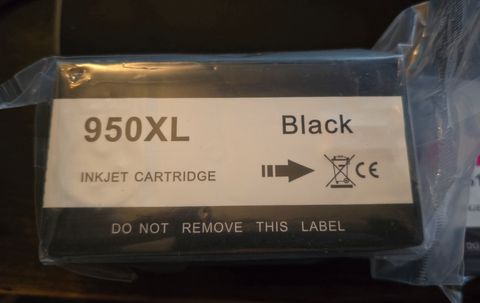 950XL Black
INKJET CARTRIDGE CE
DO NOT REMOVE THIS LABEL